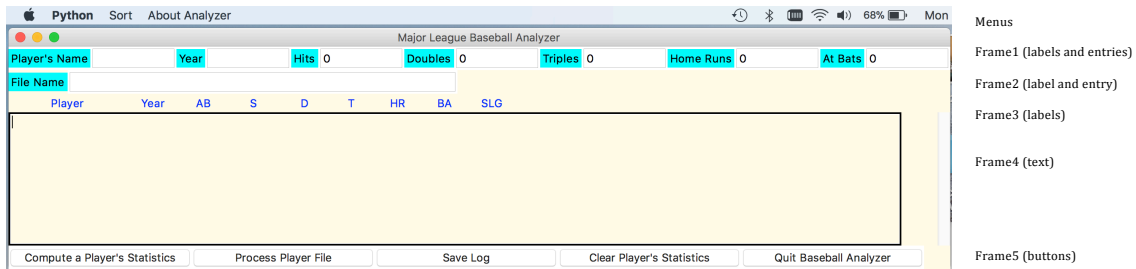 Python Sort About Analyzer 68% Mon
Menus
Major League Baseball Analyzer
Player's Name Year Hits 0 Doubles 0 Triples 0 Home Runs 0 At Bats 0
Frame1 (labels and entries)
File Name
Frame2 (label and entry)
Player Year AB S D T HR BA SLG
Frame3 (labels)
Frame4 (text)
Compute a Player's Statistics Process Player File Save Log Clear Player's Statistics Quit Baseball Analyzer
Frame5 (buttons)